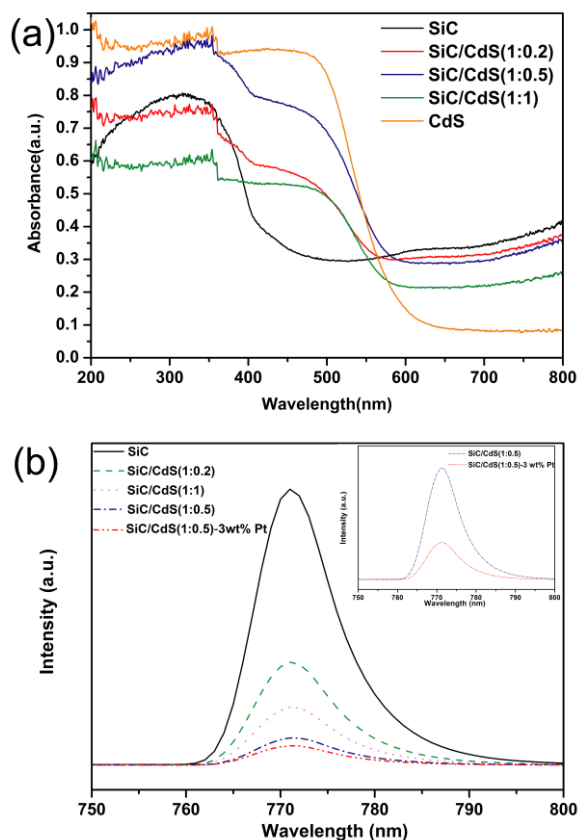 (a)
SiC
SiC/CdS(1:0.2)
SiC/CdS(1:0.5)
SiC/CdS(1:1)
CdS
Absorbance(a.u.)
1.0
0.9
0.8
0.7
0.6
0.5
0.4
0.3
0.2
0.1
0.0
200 300 400 500 600 700 800
Wavelength(nm)
(b)
SiC
SiC/CdS(1:0.2)
SiC/CdS(1:1)
SiC/CdS(1:0.5)
SiC/CdS(1:0.5)-3wt% Pt
Intensity (a.u.)
SiC/CdS(1:0.5)
SiC/CdS(1:0.5)-3 wt% Pt
Intensity (a.u.)
750 760 770 780 790 800
Wavelength (nm)
750 760 770 780 790 800
Wavelength (nm)